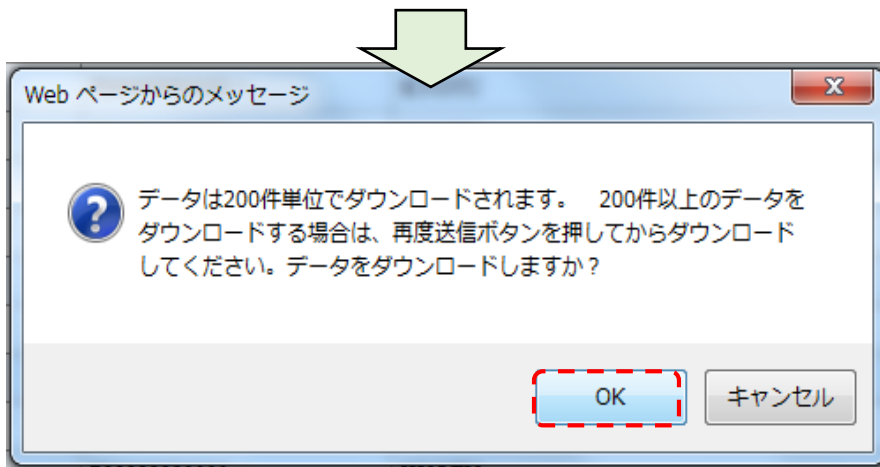 Web ページからのメッセージ
データは200件単位でダウンロードされます。　200件以上のデータを
ダウンロードする場合は、再度送信ボタンを押してからダウンロード
してください。データをダウンロードしますか？
OK
キャンセル